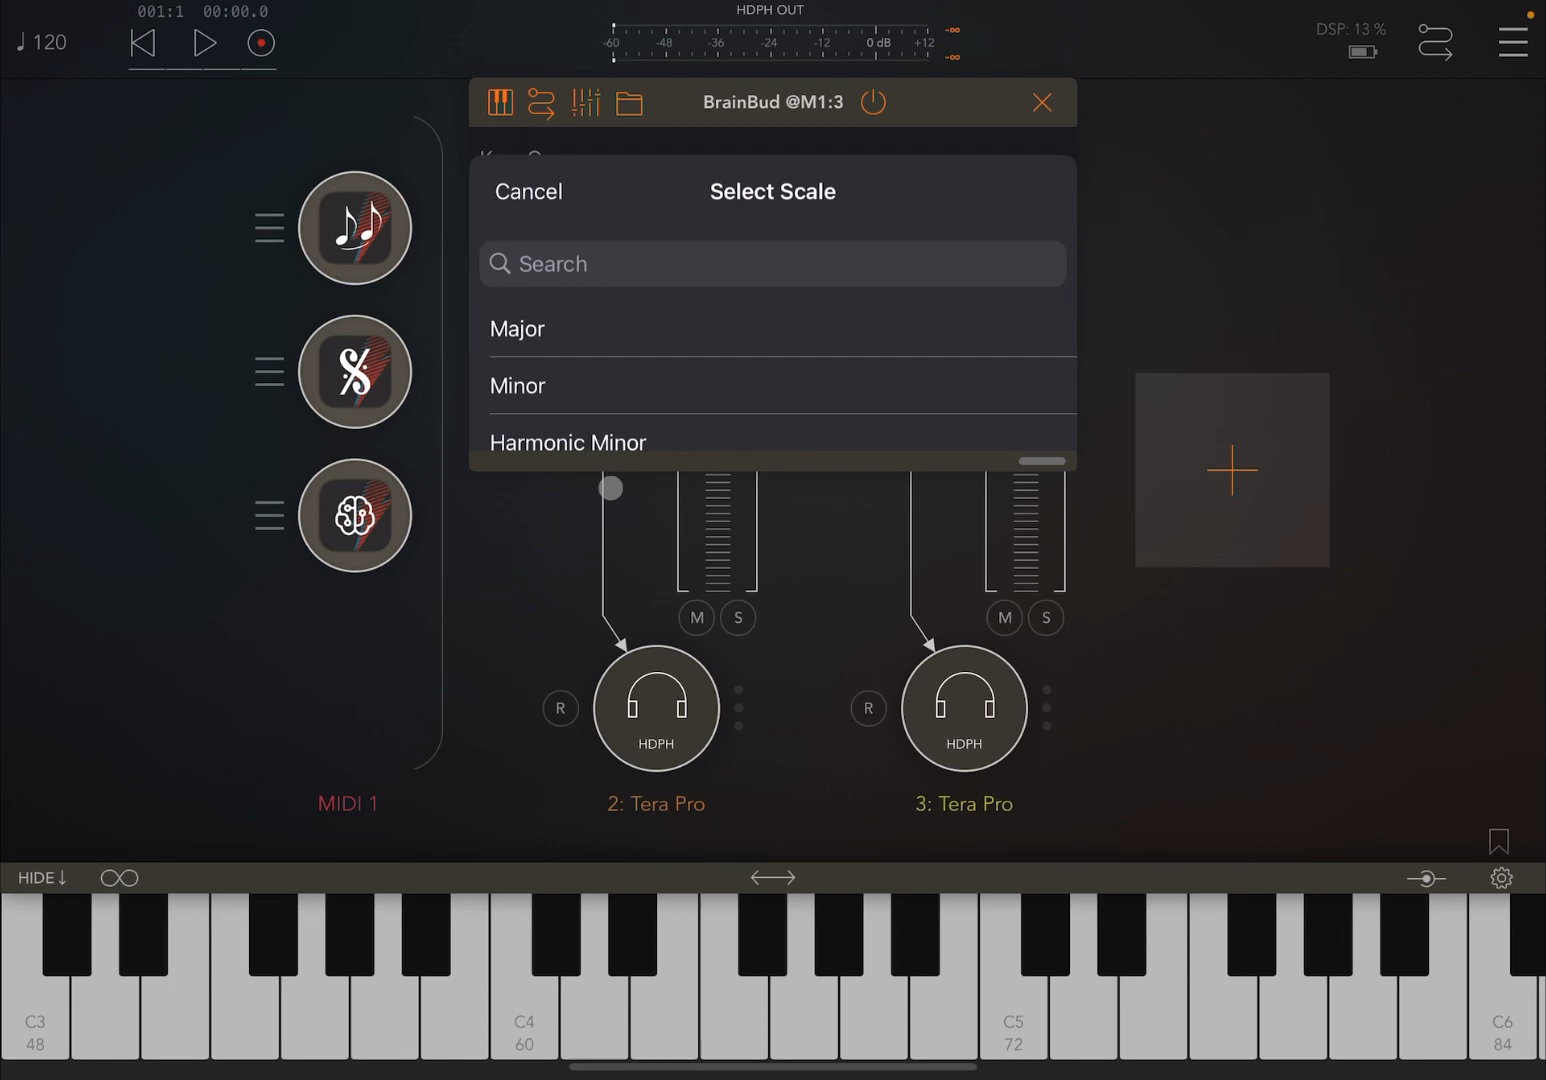 001:1 00:00.0
120
HDPH OUT
-60 -48 -36 -24 -12 0 dB +12
-∞
-∞
DSP: 13 %
BrainBud @M1:3
Cancel Select Scale
Search
Major
Minor
Harmonic Minor
M S
M S
R
HDPH
R
HDPH
MIDI 1
2: Tera Pro
3: Tera Pro
HIDE↓
C3
48
C4
60
C5
72
C6
84